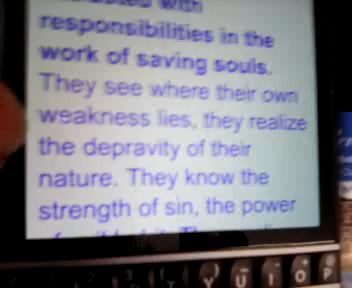 with
responsibilities in the
work of saving souls.
They see where their own
weakness lies, they realize
the depravity of their
nature. They know the
strength of sin, the power
Y U I O P